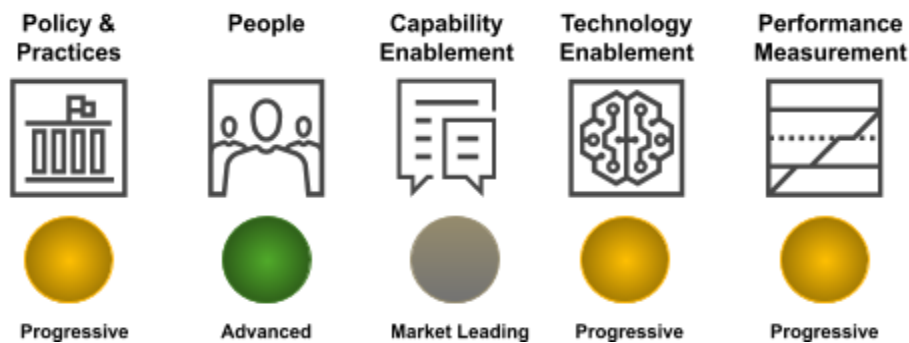 Policy &
Practices
People
Capability
Enablement
Technology
Enablement
Performance
Measurement
Progressive
Advanced
Market Leading
Progressive
Progressive